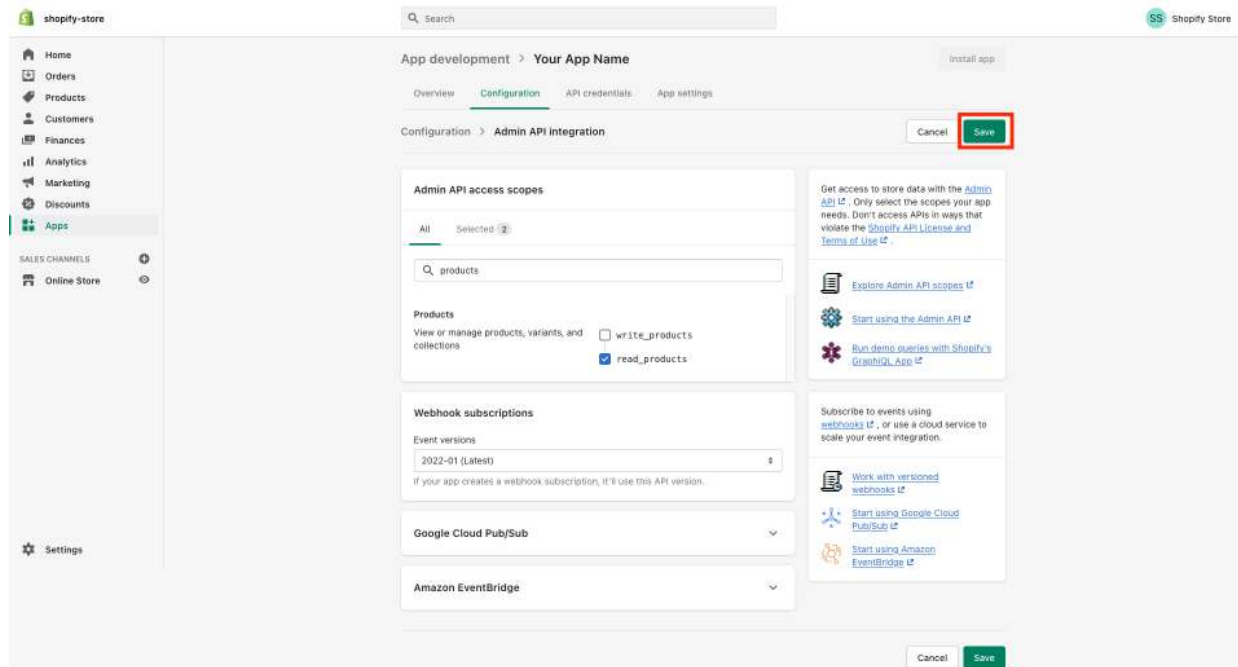 shopify-store
Search
SS
Shopify Store
Home
Orders
Products
Customers
Finances
Analytics
Marketing
Discounts
Apps
SALES CHANNELS
Online Store
Settings
App development > Your App Name
Install app
Overview
Configuration
API credentials
App settings
Configuration > Admin API integration
Cancel
Save
Admin API access scopes
All
Selected 2
products
Products
View or manage products, variants, and
collections
write_products
read_products
Webhook subscriptions
Event versions
2022-01 (Latest)
If your app creates a webhook subscription, it'll use this API version.
Google Cloud Pub/Sub
Amazon EventBridge
Get access to store data with the Admin
API . Only select the scopes your app
needs. Don't access APIs in ways that
violate the Shopify API License and
Terms of Use .
Explore Admin API scopes
Start using the Admin API
Run demo queries with Shopify's
GraphiQL App
Subscribe to events using
webhooks , or use a cloud service to
scale your event integration.
Work with versioned
webhooks
Start using Google Cloud
Pub/Sub
Start using Amazon
EventBridge
Cancel
Save